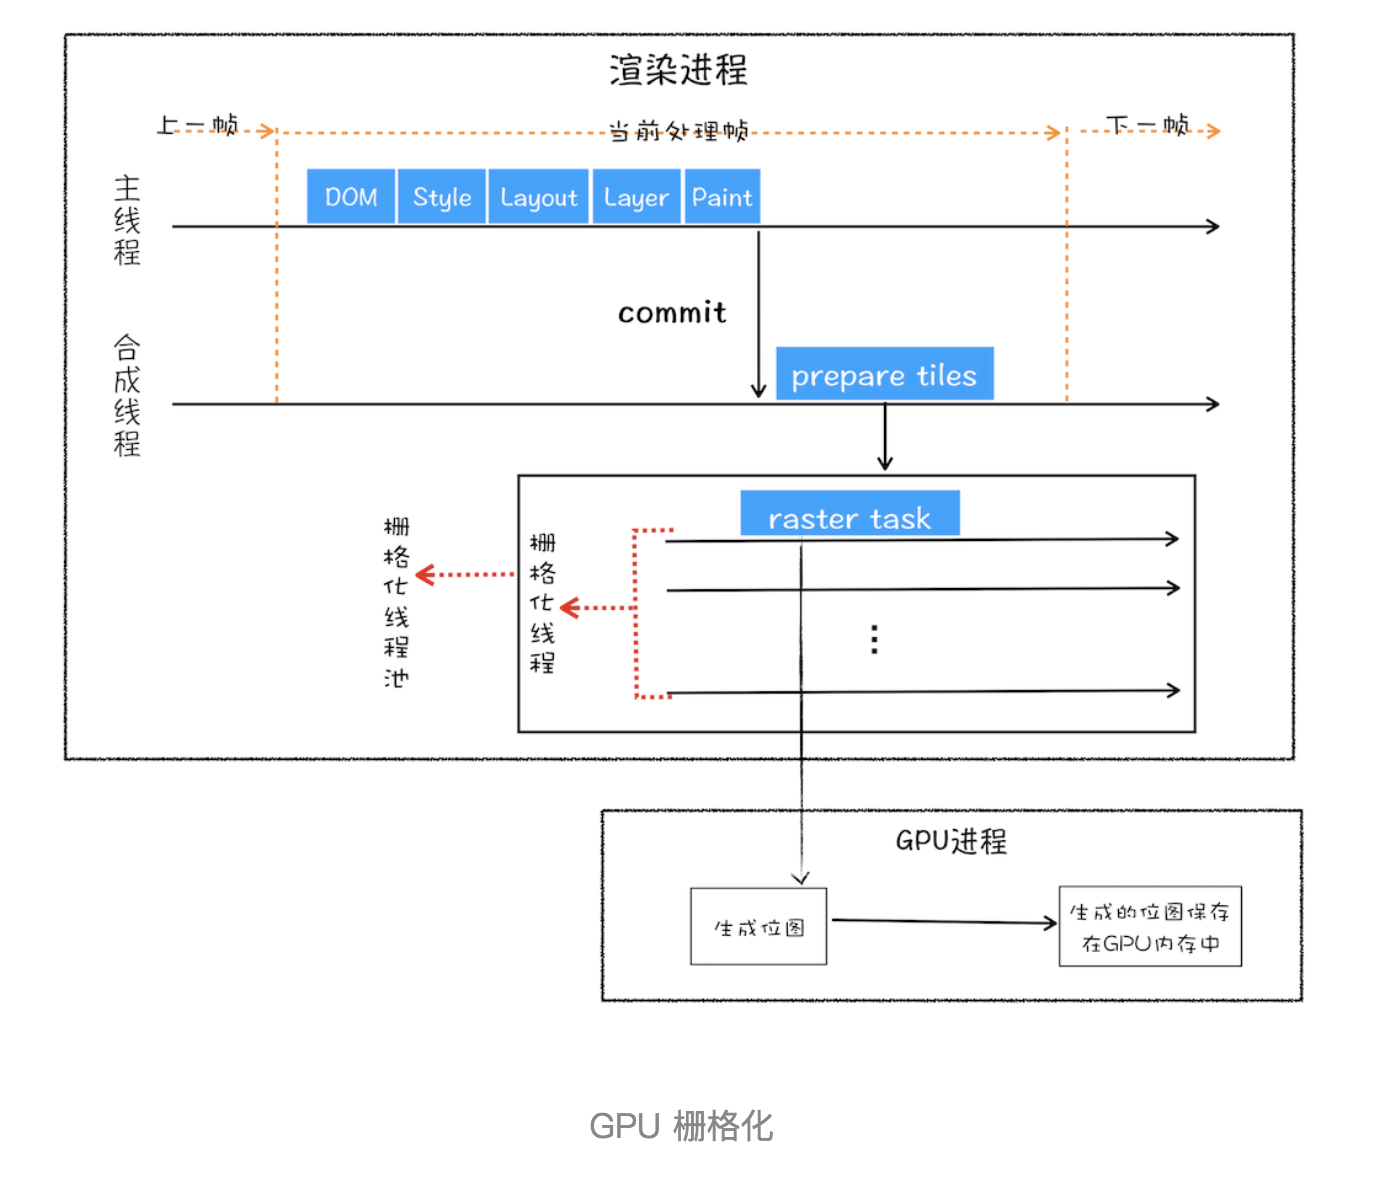 渲染进程
上一帧
当前处理帧
下一帧
主线程
DOM
Style
Layout
Layer
Paint
commit
合成线程
prepare tiles
raster task
栅格化线程池
栅格化线程
GPU进程
生成位图
生成的位图保存
在GPU内存中
GPU 栅格化